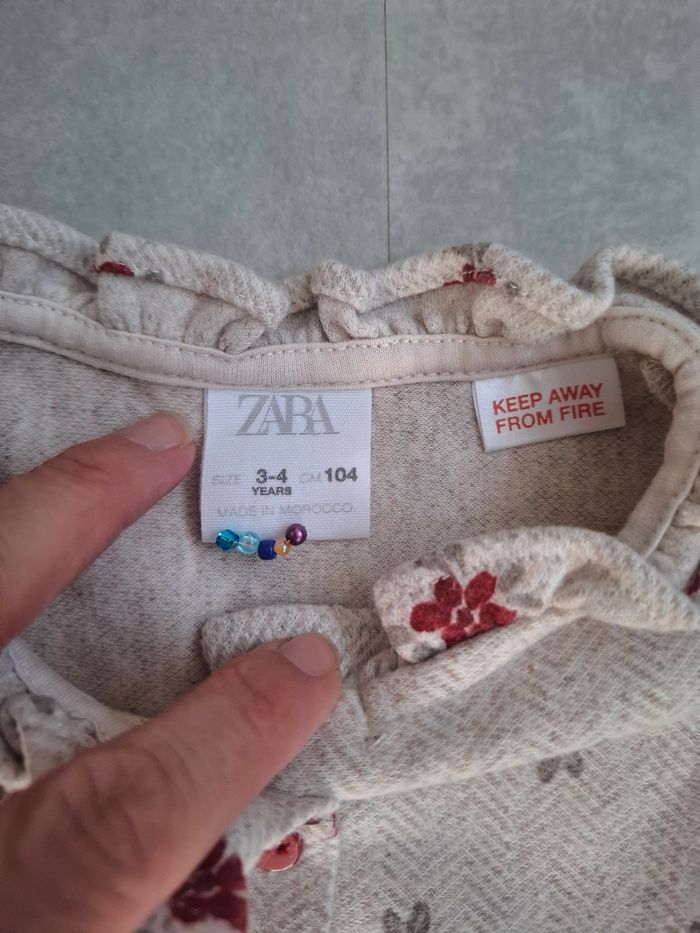 ZARA
SIZE 3-4 CM 104
YEARS
MADE IN MOROCCO
KEEP AWAY
FROM FIRE